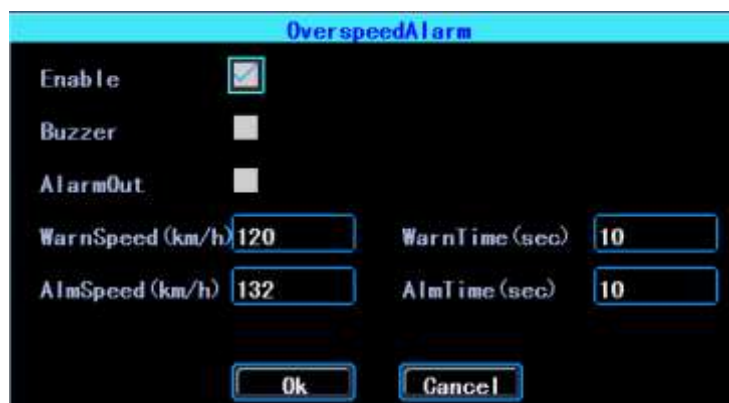 OverspeedAlarm
Enable
Buzzer
AlarmOut
WarnSpeed(km/h) 120 WarnTime(sec) 10
AlmSpeed(km/h) 132 AlmTime(sec) 10
Ok Cancel